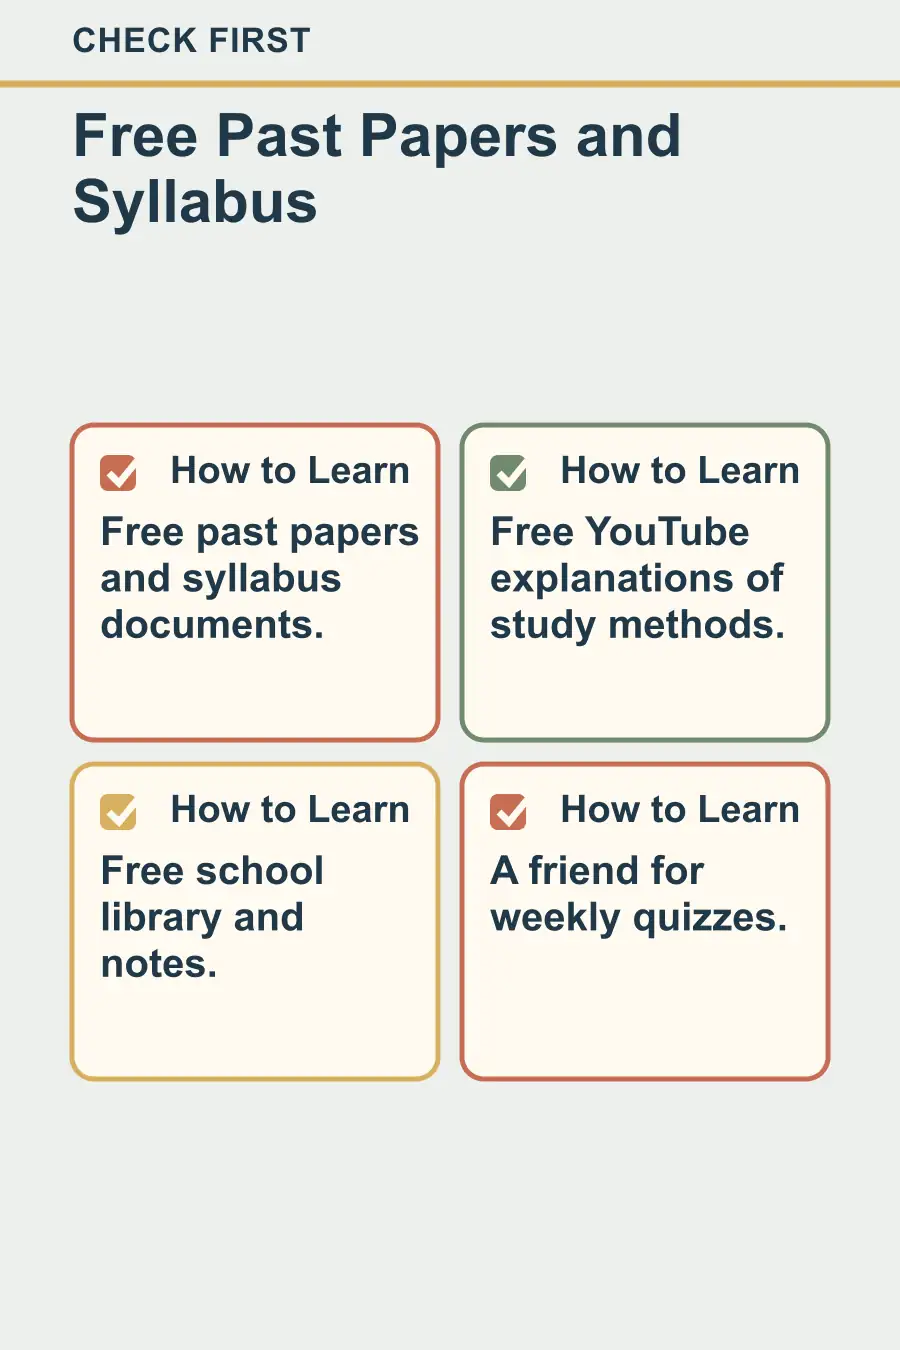 CHECK FIRST
Free Past Papers and
Syllabus
How to Learn
Free past papers
and syllabus
documents.
How to Learn
Free YouTube
explanations of
study methods.
How to Learn
Free school
library and
notes.
How to Learn
A friend for
weekly quizzes.